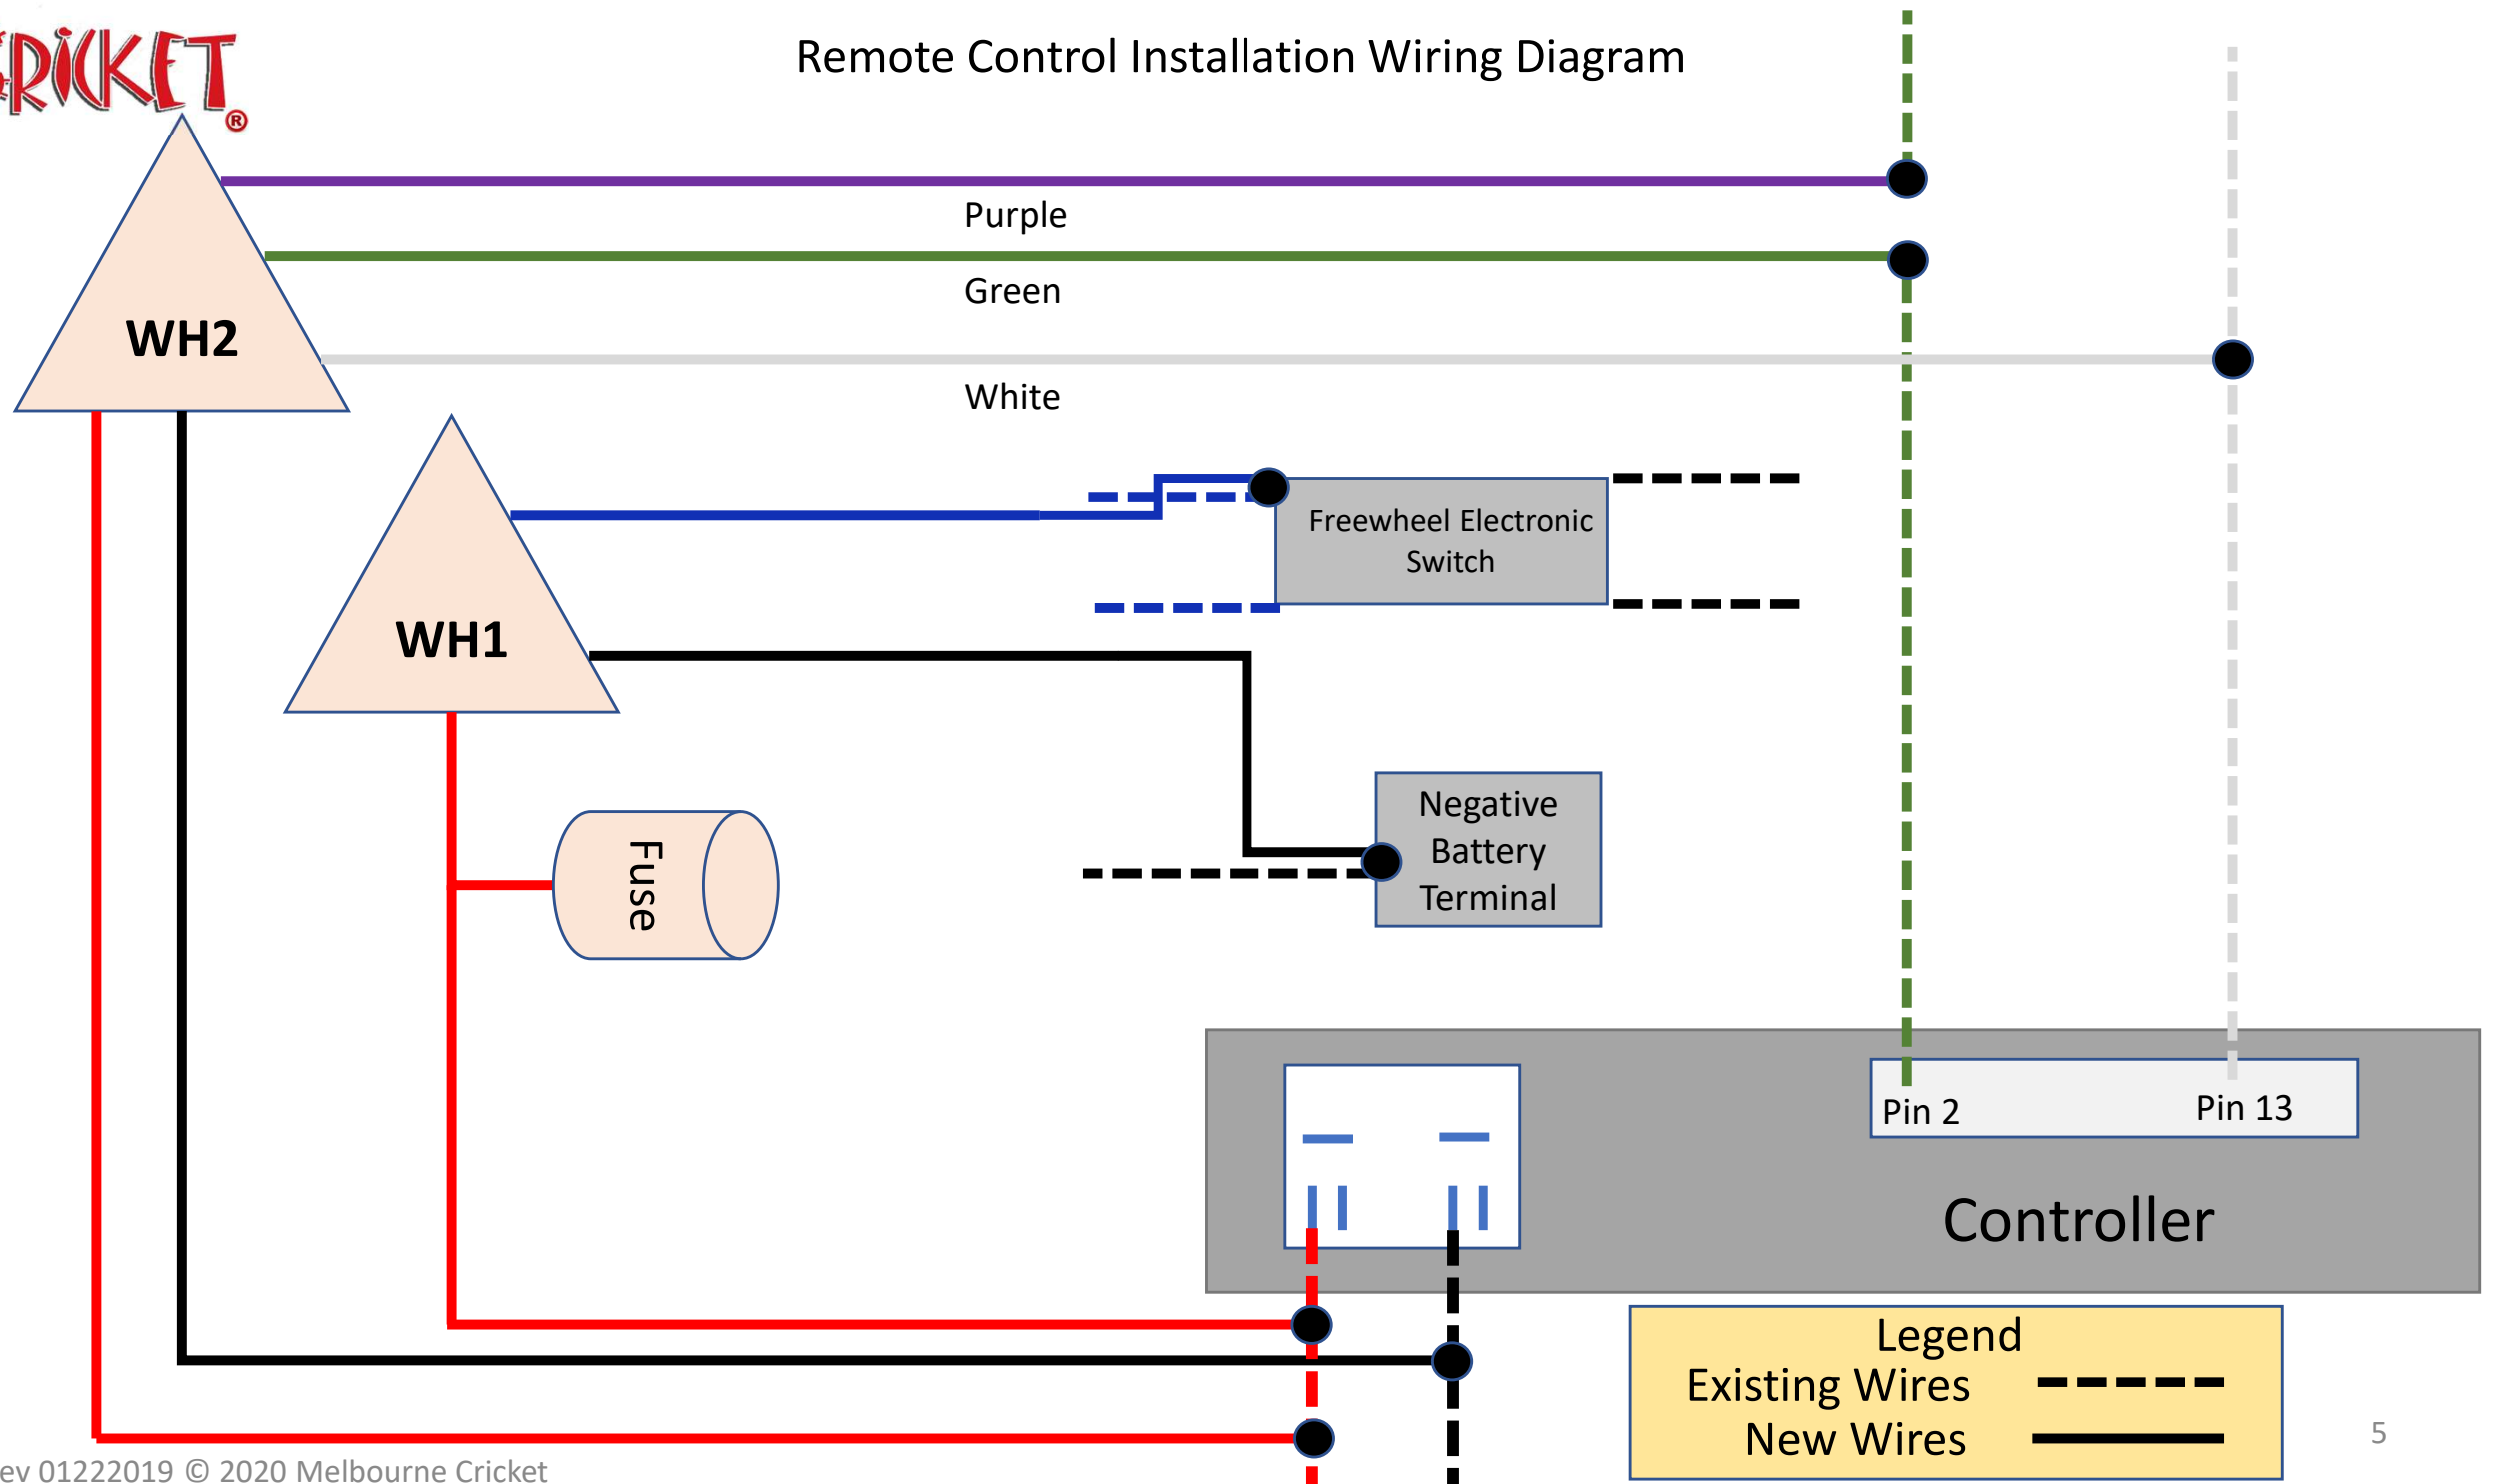 CRICKET®
Remote Control Installation Wiring Diagram
Purple
Green
WH2
White
Freewheel Electronic
Switch
WH1
Negative
Battery
Terminal
Fuse
Pin 2
Pin 13
Controller
Legend
Existing Wires
New Wires
5
ev 01222019 © 2020 Melbourne Cricket